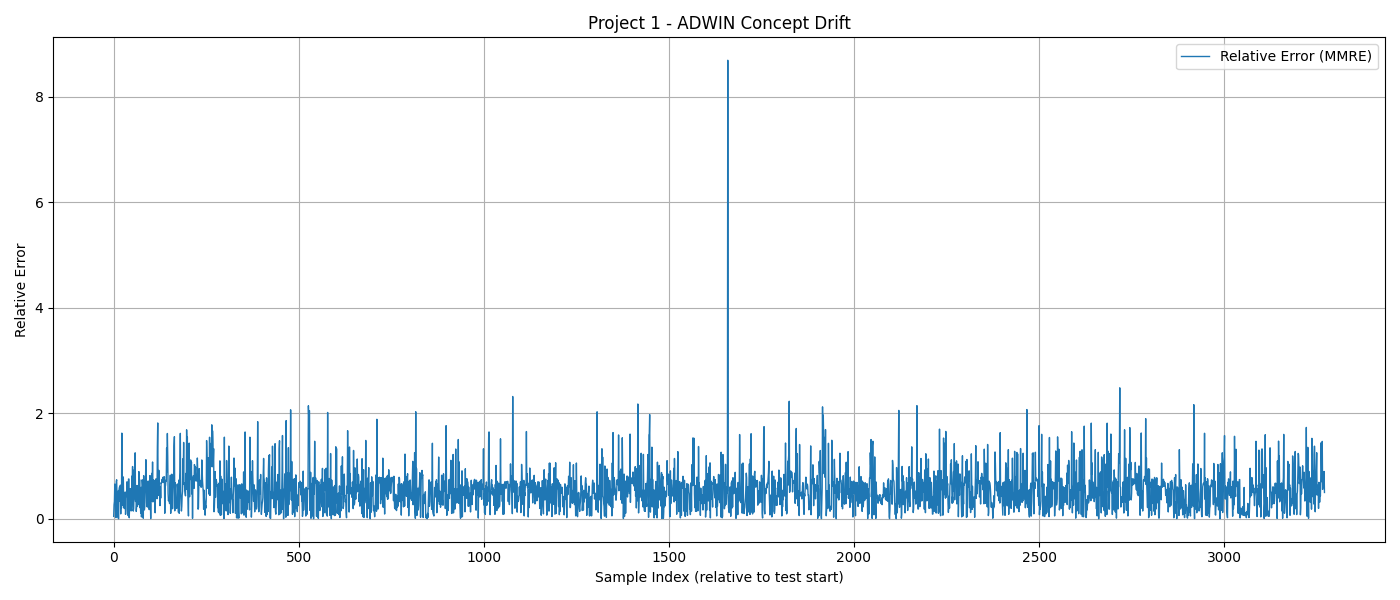 Project 1 - ADWIN Concept Drift
Relative Error (MMRE)
8
6
4
2
0
Relative Error
0 500 1000 1500 2000 2500 3000
Sample Index (relative to test start)